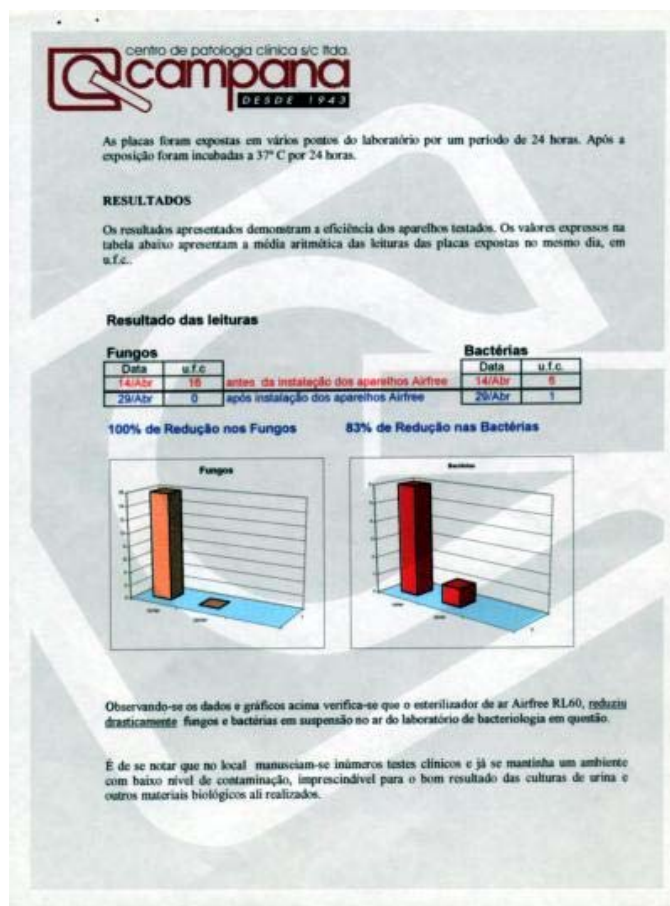 centro de patologia clínica s/c ltda.
campana
DESDE 1943
As placas foram expostas em vários pontos do laboratório por um período de 24 horas. Após a
exposição foram incubadas a 37º C por 24 horas.
RESULTADOS
Os resultados apresentados demonstram a eficiência dos aparelhos testados. Os valores expressos na
tabela abaixo apresentam a média aritmética das leituras das placas expostas no mesmo dia, em
u.f.c..
Resultado das leituras
Fungos Bactérias
Data u.f.c Data u.f.c.
14/Abr 16 antes da instalação dos aparelhos Airfree 14/Abr 6
29/Abr 0 após instalação dos aparelhos Airfree 29/Abr 1
100% de Redução nos Fungos 83% de Redução nas Bactérias
Fungos Bactérias
Observando-se os dados e gráficos acima verifica-se que o esterilizador de ar Airfree RL60, reduziu
drasticamente fungos e bactérias em suspensão no ar do laboratório de bacteriologia em questão.
É de se notar que no local manuseiam-se inúmeros testes clínicos e já se mantinha um ambiente
com baixo nível de contaminação, imprescindível para o bom resultado das culturas de urina e
outros materiais biológicos ali realizados.